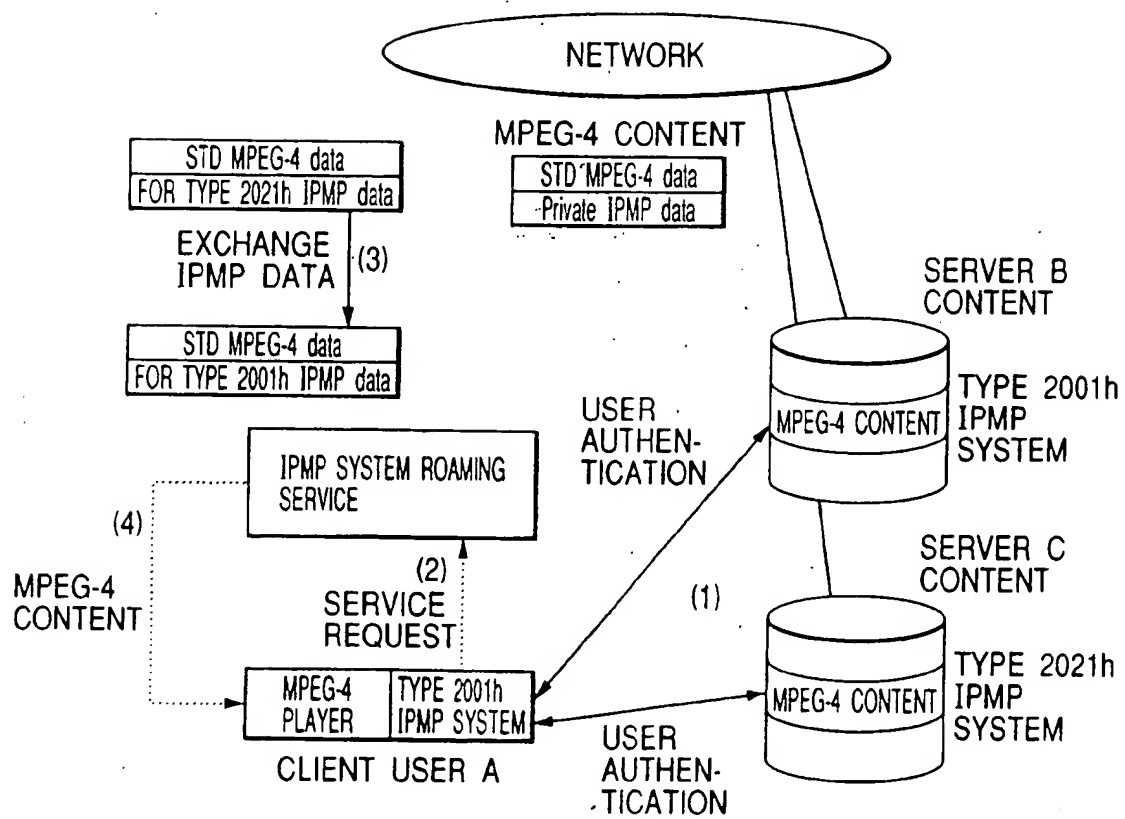 NETWORK
MPEG-4 CONTENT
STD MPEG-4 data
Private IPMP data
STD MPEG-4 data
FOR TYPE 2021h IPMP data
EXCHANGE
IPMP DATA
(3)
STD MPEG-4 data
FOR TYPE 2001h IPMP data
SERVER B
CONTENT
MPEG-4 CONTENT
TYPE 2001h
IPMP
SYSTEM
USER
AUTHEN-
TICATION
IPMP SYSTEM ROAMING
SERVICE
(4)
MPEG-4
CONTENT
(2)
SERVICE
REQUEST
(1)
SERVER C
CONTENT
MPEG-4 CONTENT
TYPE 2021h
IPMP
SYSTEM
MPEG-4
PLAYER
TYPE 2001h
IPMP SYSTEM
CLIENT USER A
USER
AUTHEN-
TICATION